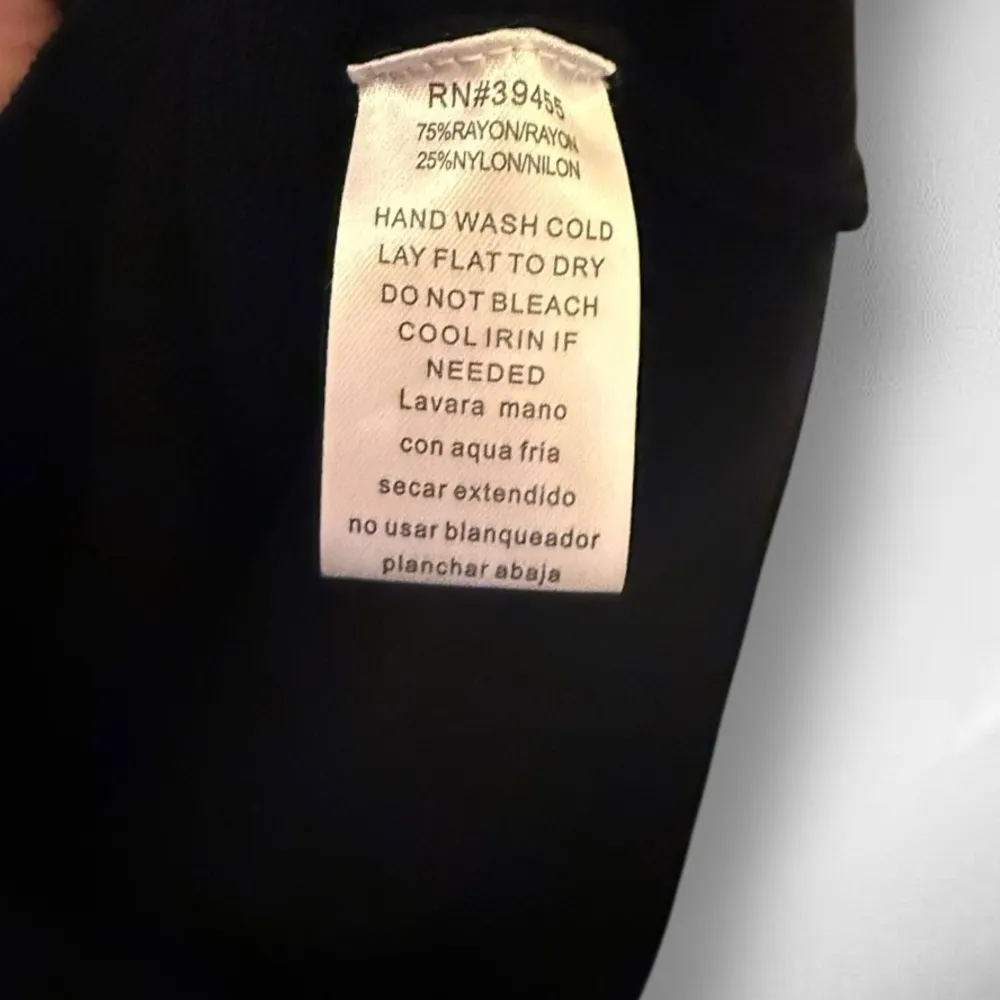 RN#39455
75%RAYON/RAYON
25%NYLON/NILON
HAND WASH COLD
LAY FLAT TO DRY
DO NOT BLEACH
COOL IRIN IF
NEEDED
Lavara mano
con aqua fría
secar extendido
no usar blanqueador
planchar abaja